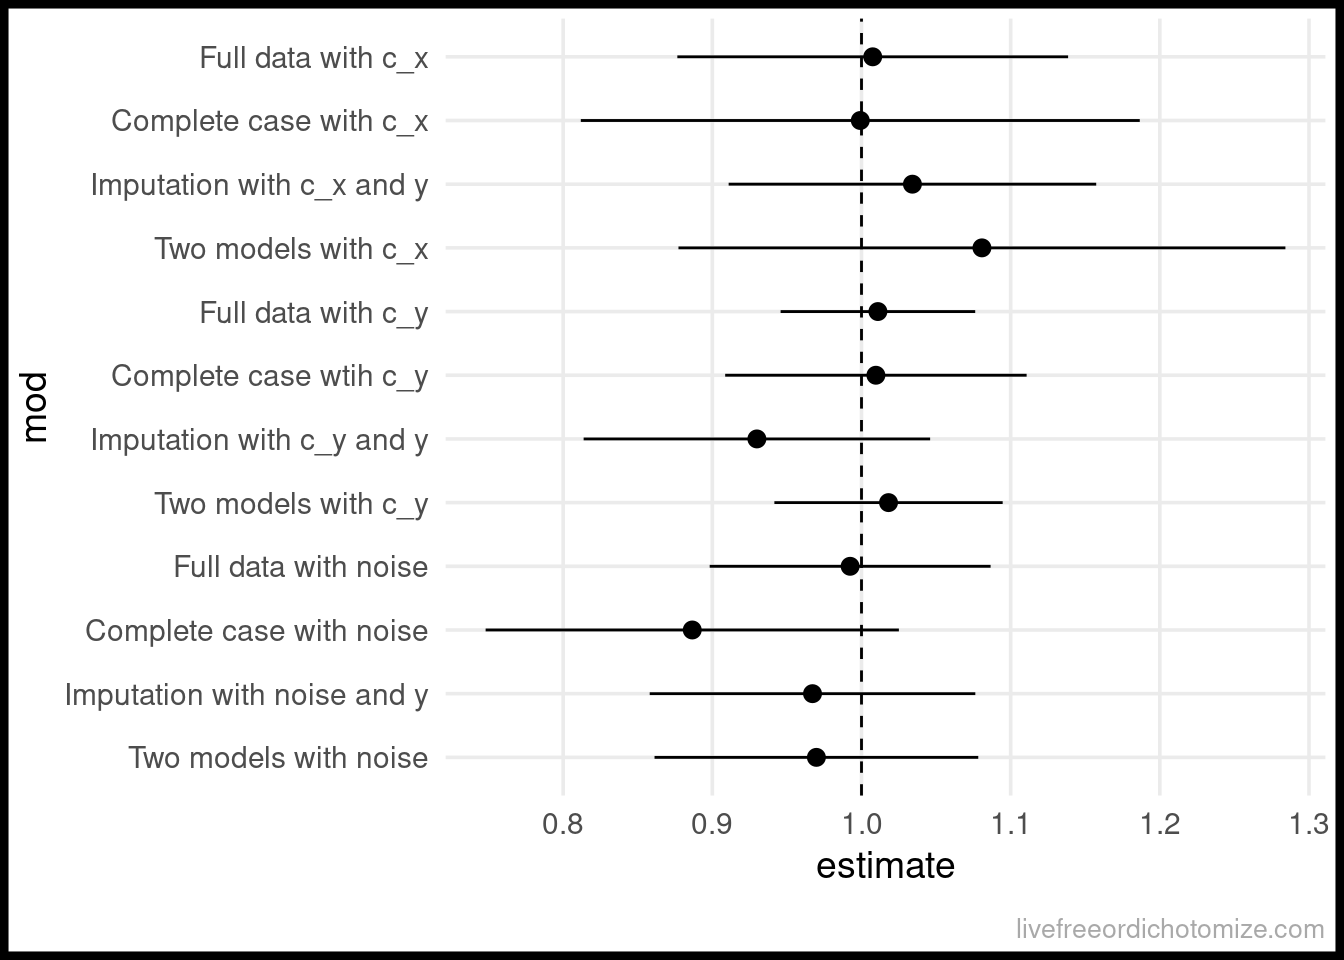 Full data with c_x
Complete case with c_x
Imputation with c_x and y
Two models with c_x
Full data with c_y
Complete case wtih c_y
Imputation with c_y and y
Two models with c_y
Full data with noise
Complete case with noise
Imputation with noise and y
Two models with noise
mod
0.8 0.9 1.0 1.1 1.2 1.3
estimate
livefreeordichotomize.com